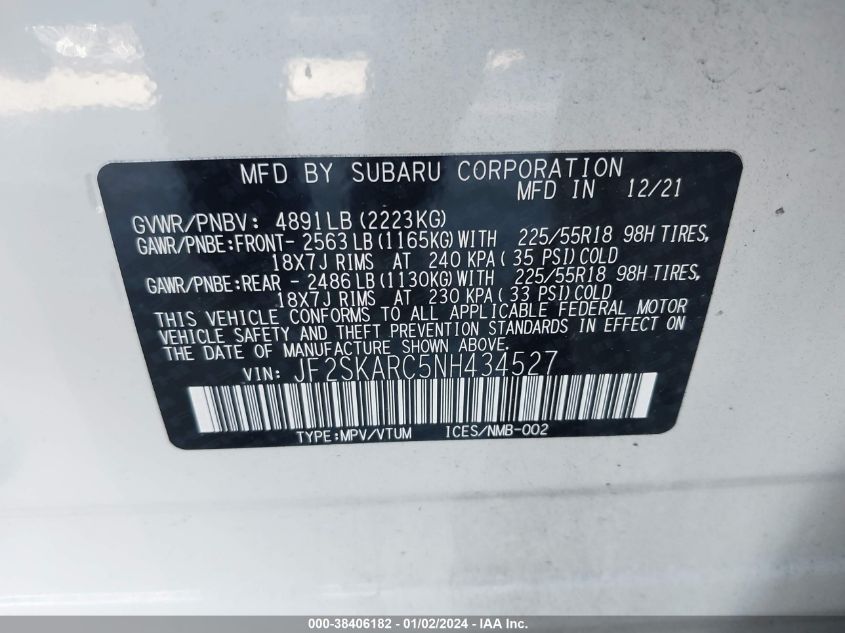 MFD BY SUBARU CORPORATION
MFD IN 12/21
GVWR/PNBV: 4891LB (2223KG)
GAWR/PNBE:FRONT- 2563LB (1165KG)WITH 225/55R18 98H TIRES,
18X7J RIMS AT 240 KPA ( 35 PSI) COLD
GAWR/PNBE:REAR - 2486LB (1130KG)WITH 225/55R18 98H TIRES,
18X7J RIMS AT 230 KPA ( 33 PSI) COLD
THIS VEHICLE CONFORMS TO ALL APPLICABLE FEDERAL MOTOR
VEHICLE SAFETY AND THEFT PREVENTION STANDARDS IN EFFECT ON
THE DATE OF MANUFACTURE SHOWN ABOVE.
VIN: JF2SKARC5NH434527
TYPE:MPV/VTUM ICES/NMB-002
000-38406182 - 01/02/2024 - IAA Inc.